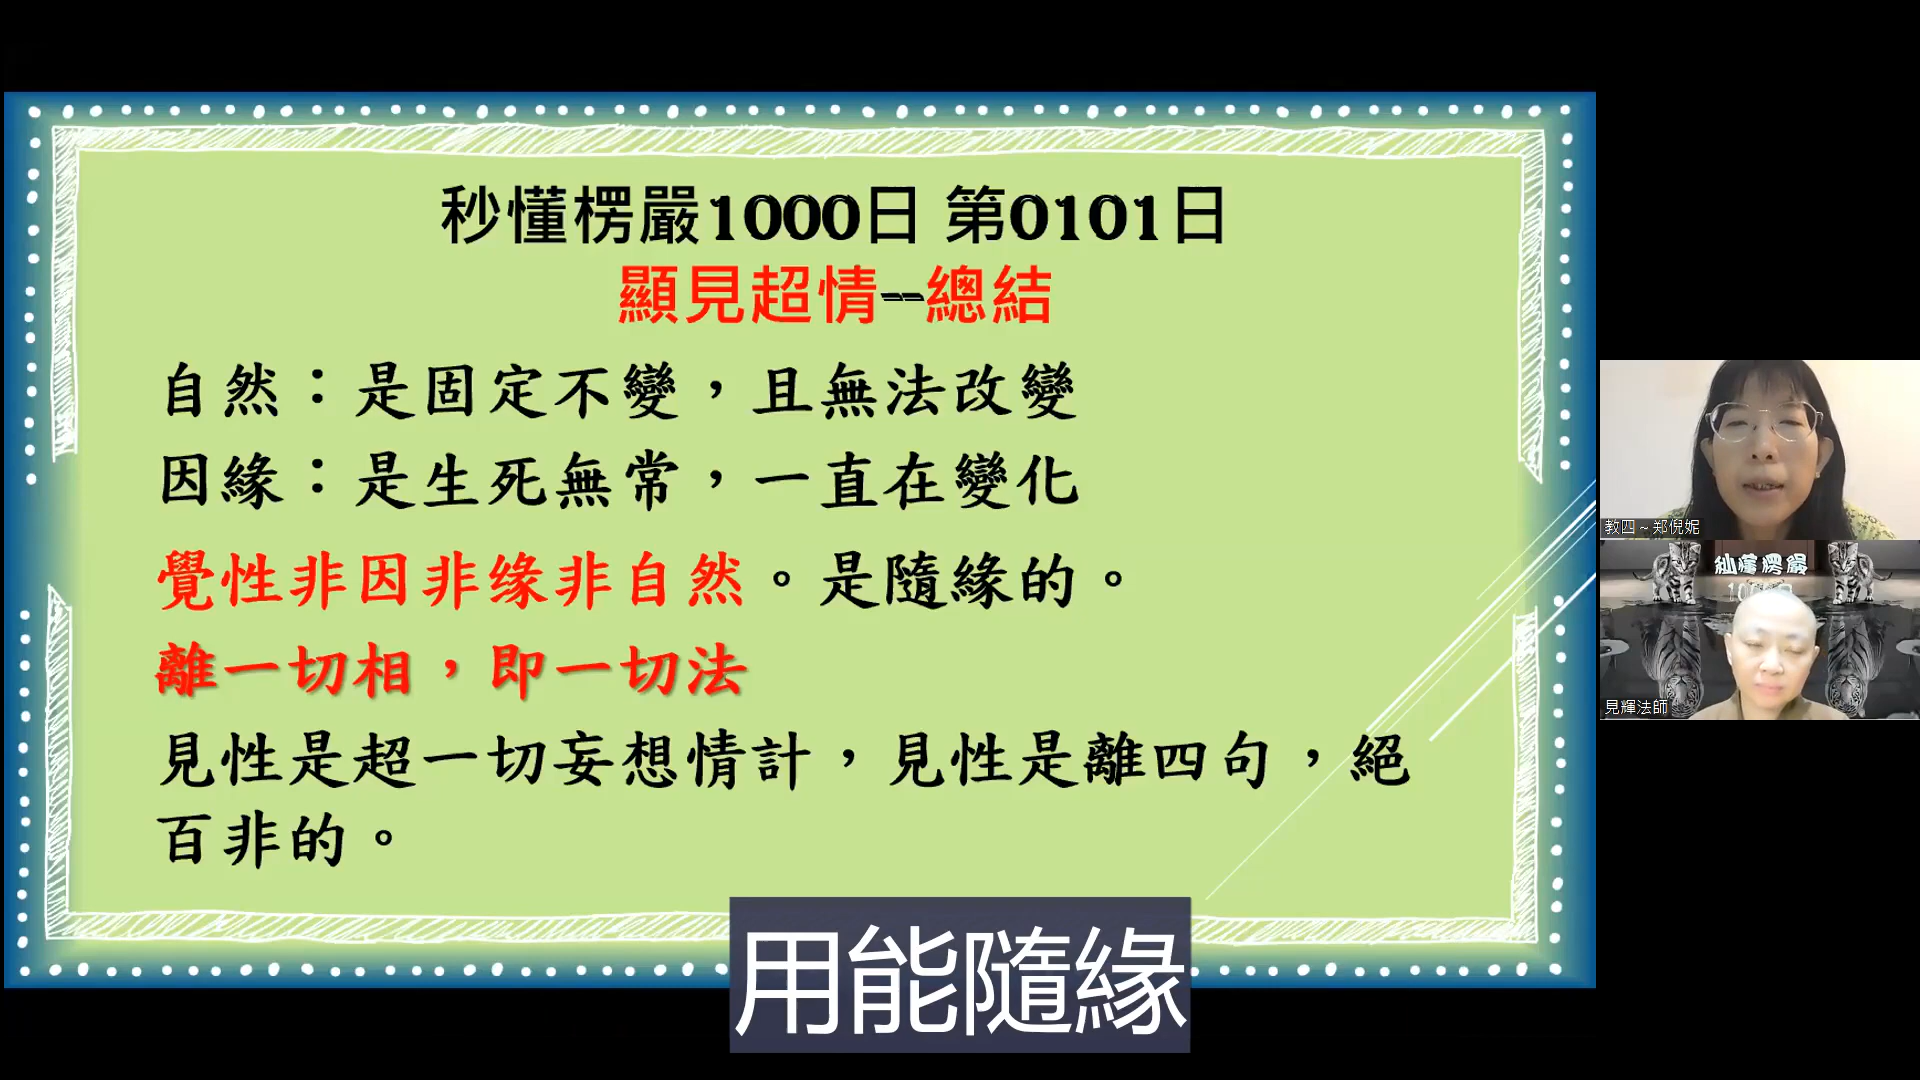 秒懂楞嚴1000日 第0101日
顯見超情--總結
自然：是固定不變，且無法改變
因緣：是生死無常，一直在變化
覺性非因非缘非自然。是隨緣的。
離一切相，即一切法
見性是超一切妄想情計，見性是離四句，絕
百非的。
用能隨緣
教四~郑倪妮
秒懂楞嚴
見輝法師